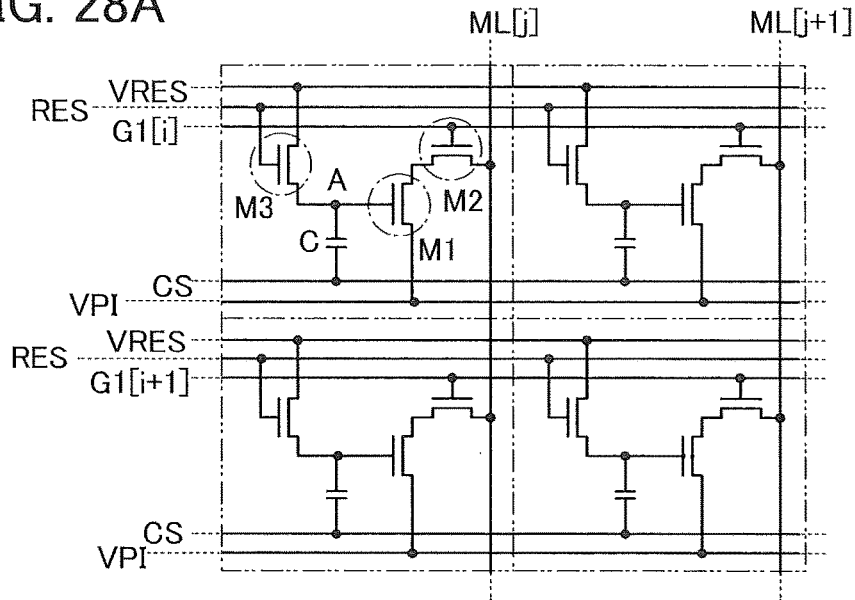 FIG. 28A
ML[j]
ML[j+1]
VRES
RES
G1[i]
A
M3
M2
C
M1
CS
VPI
VRES
RES
G1[i+1]
CS
VPI